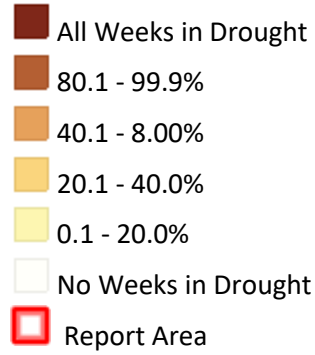 All Weeks in Drought
80.1 - 99.9%
40.1 - 8.00%
20.1 - 40.0%
0.1 - 20.0%
No Weeks in Drought
Report Area